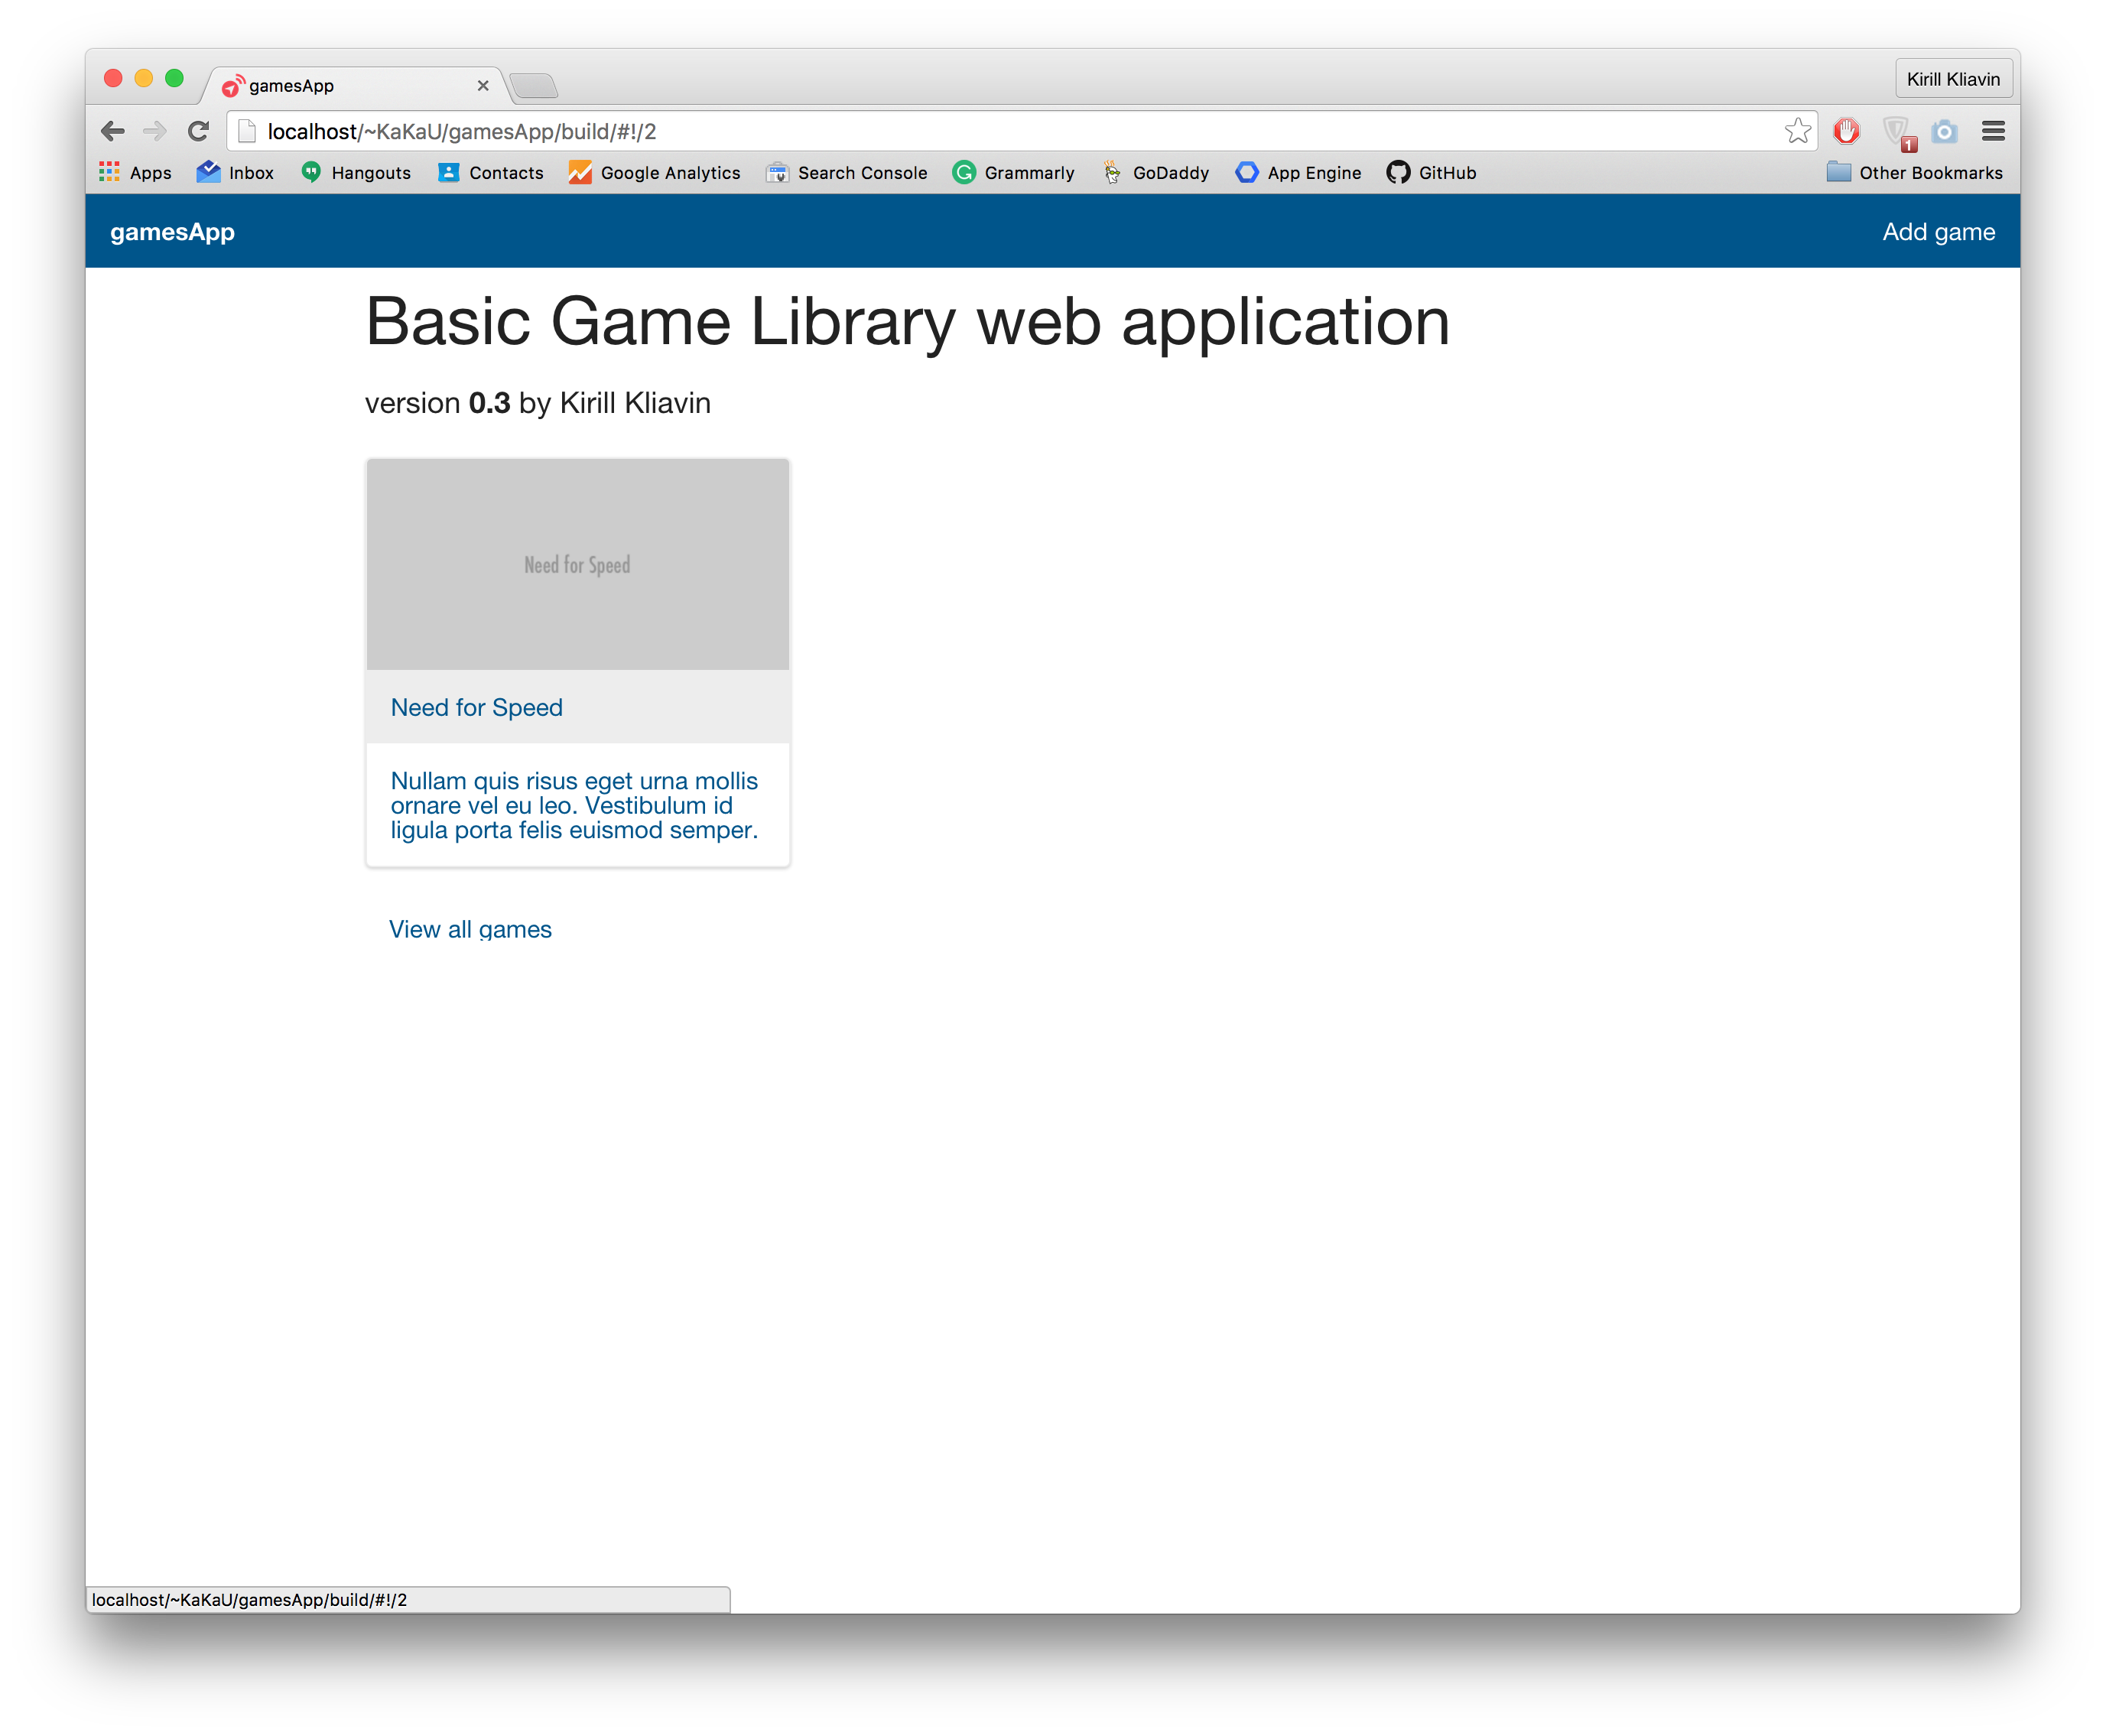 gamesApp
Kirill Kliavin
localhost/~KaKaU/gamesApp/build/#!/2
1
Apps Inbox Hangouts Contacts Google Analytics Search Console Grammarly GoDaddy App Engine GitHub Other Bookmarks
gamesApp Add game
Basic Game Library web application
version 0.3 by Kirill Kliavin
Need for Speed
Need for Speed
Nullam quis risus eget urna mollis
ornare vel eu leo. Vestibulum id
ligula porta felis euismod semper.
View all games
localhost/~KaKaU/gamesApp/build/#!/2